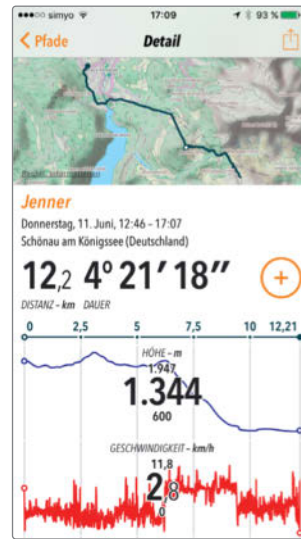 simyo 17:09 93 %
Pfade Detail
Jenner
Donnerstag, 11. Juni, 12:46 – 17:07
Schönau am Königssee (Deutschland)
12,2 4° 21′ 18″ +
DISTANZ – km DAUER
0 2,5 5 7,5 10 12,21
HÖHE – m
1.947
1.344
600
GESCHWINDIGKEIT – km/h
11,8
2,8
0